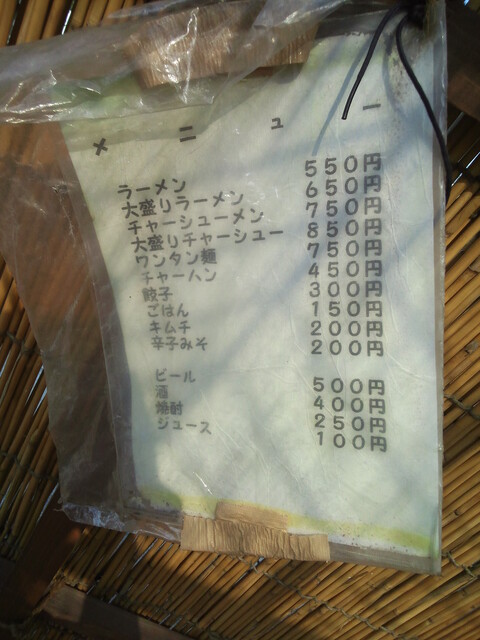 メニュー
ラーメン 550円
大盛りラーメン 650円
チャーシューメン 750円
大盛りチャーシュー 850円
ワンタン麺 750円
チャーハン 450円
餃子 300円
ごはん 150円
キムチ 200円
辛子みそ 200円
ビール 500円
酒 400円
焼酎 250円
ジュース 100円